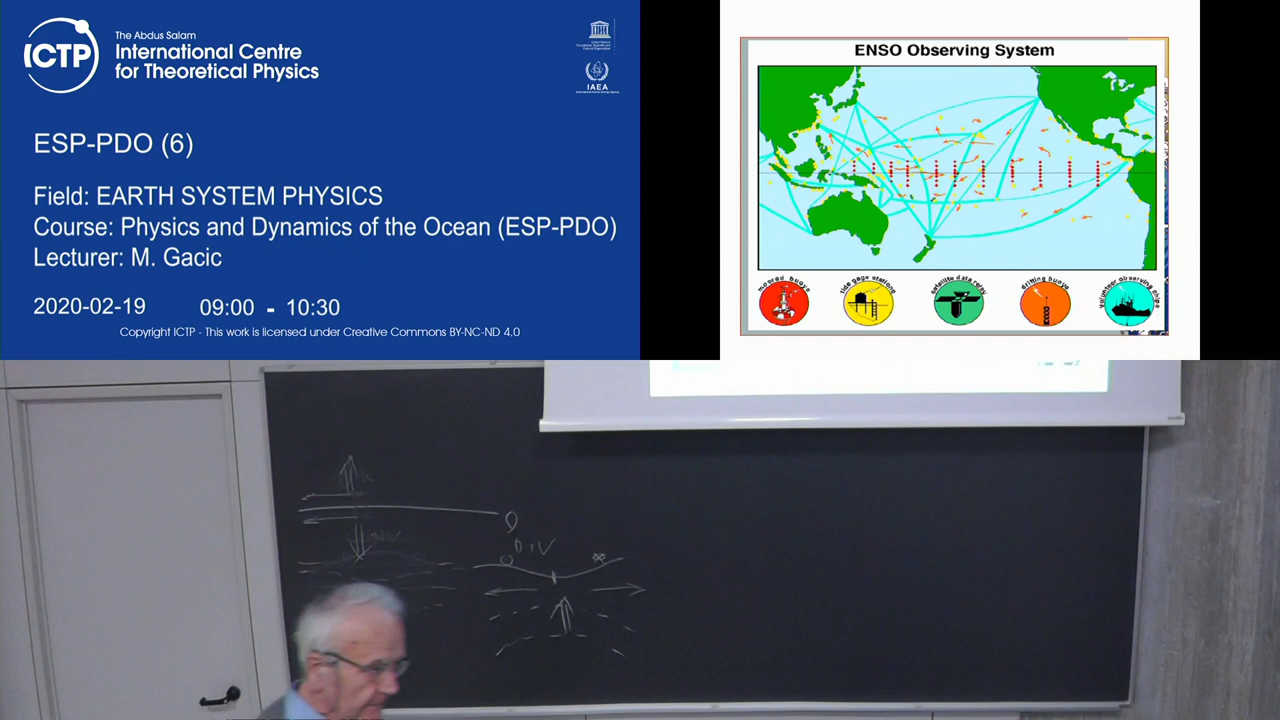 ICTP
The Abdus Salam
International Centre
for Theoretical Physics
IAEA
ESP-PDO (6)
Field: EARTH SYSTEM PHYSICS
Course: Physics and Dynamics of the Ocean (ESP-PDO)
Lecturer: M. Gacic
2020-02-19 09:00 - 10:30
Copyright ICTP - This work is licensed under Creative Commons BY-NC-ND 4.0
ENSO Observing System
moored buoys
tide gage stations
satellite data relay
drifting buoys
volunteer observing ships
DIV